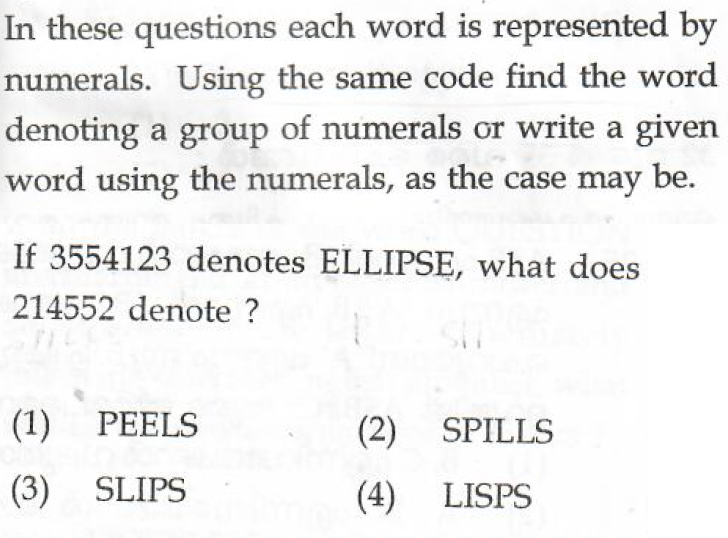 In these questions each word is represented by
numerals. Using the same code find the word
denoting a group of numerals or write a given
word using the numerals, as the case may be.
If 3554123 denotes ELLIPSE, what does
214552 denote ?
(1) PEELS (2) SPILLS
(3) SLIPS (4) LISPS